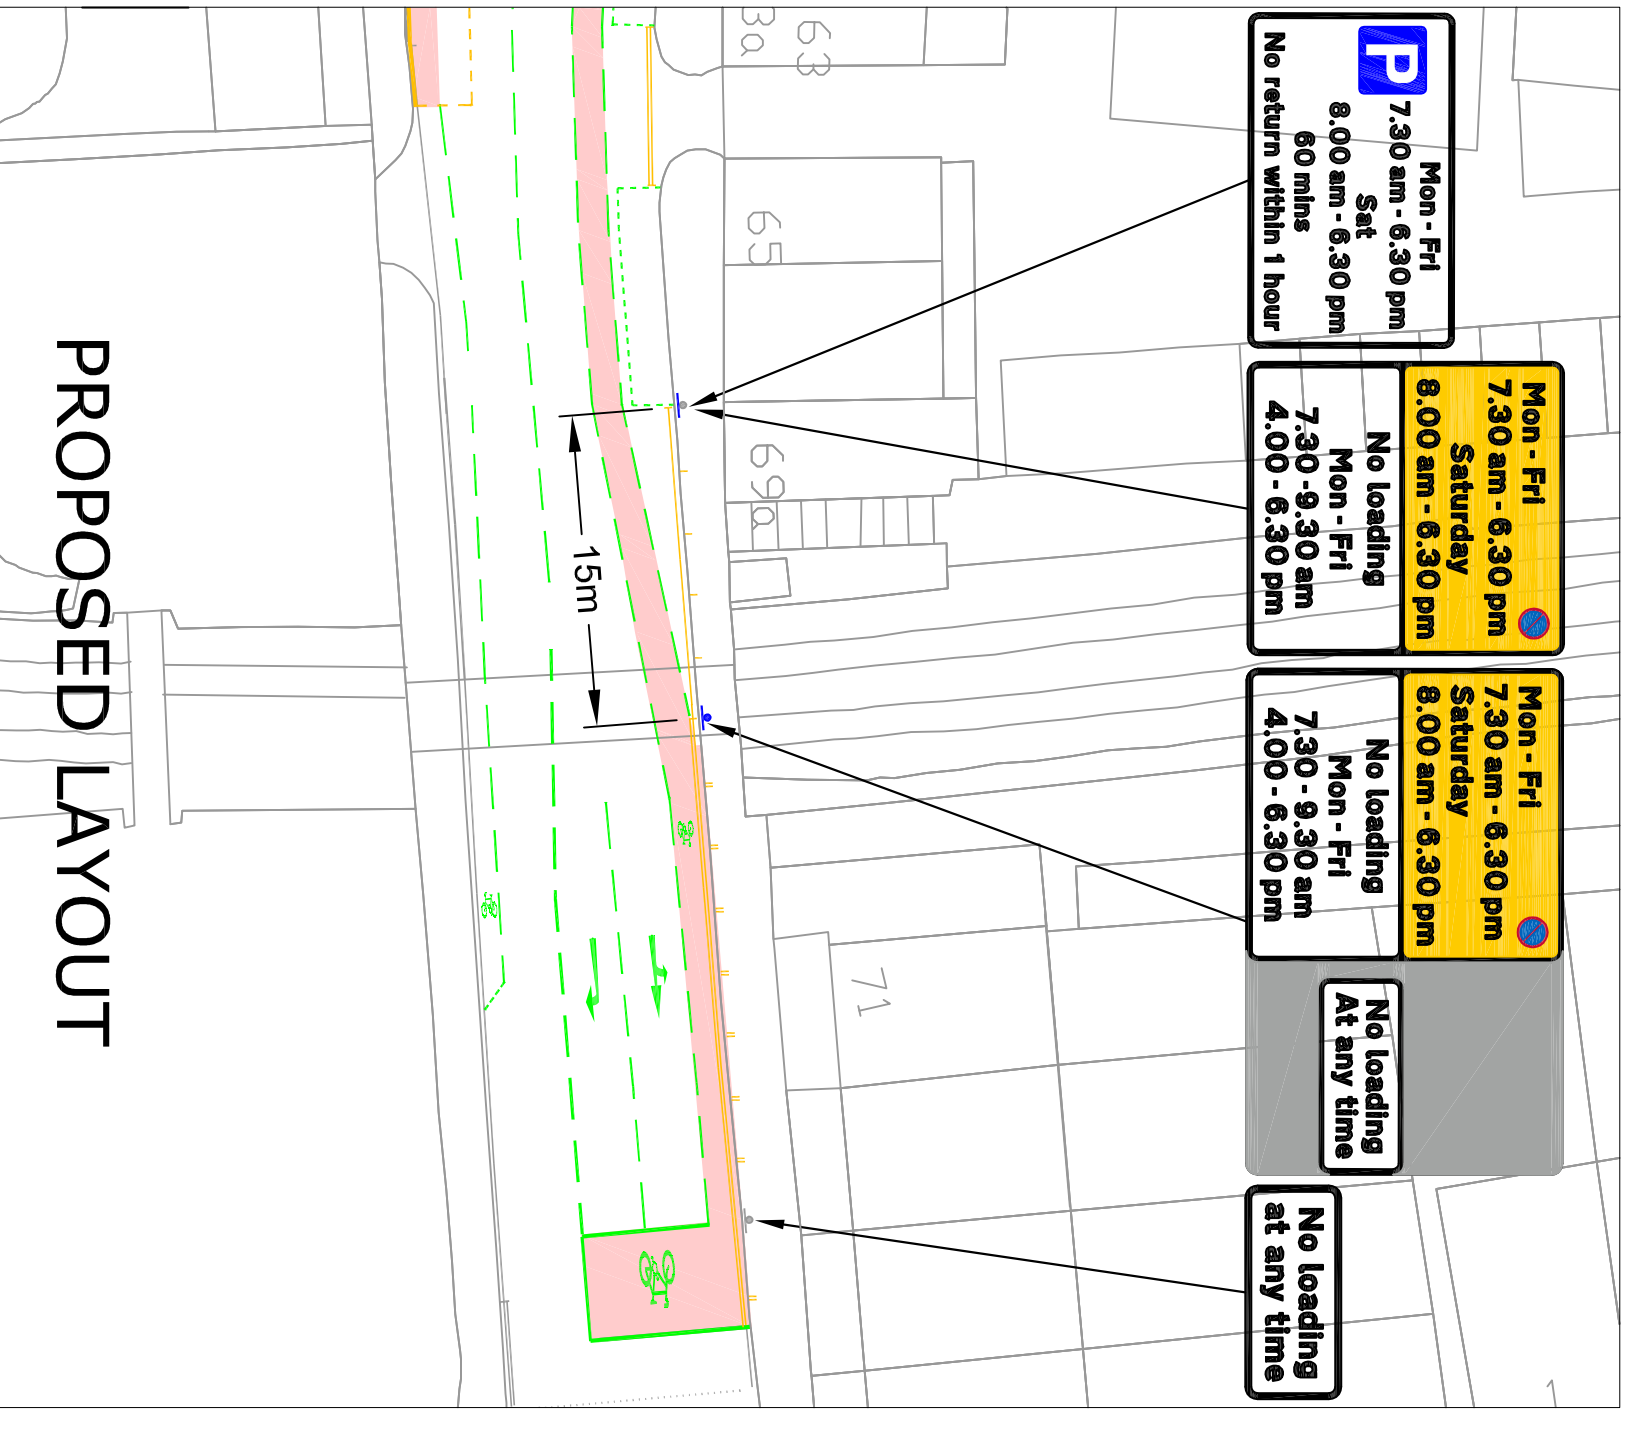 P
Mon - Fri
7.30 am - 6.30 pm
Sat
8.00 am - 6.30 pm
60 mins
No return within 1 hour
Mon - Fri
7.30 am - 6.30 pm
Saturday
8.00 am - 6.30 pm
No loading
Mon - Fri
7.30 -9.30 am
4.00 - 6.30 pm
Mon - Fri
7.30 am - 6.30 pm
Saturday
8.00 am - 6.30 pm
No loading
Mon - Fri
7.30 - 9.30 am
4.00 - 6.30 pm
No loading
At any time
No loading
at any time
63
65
69a
71
15m
PROPOSED LAYOUT